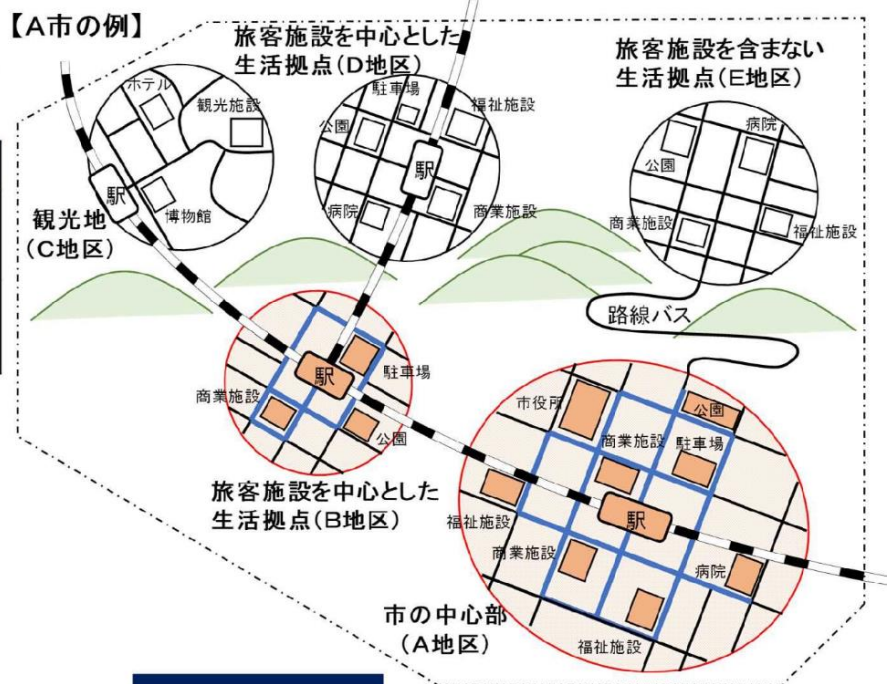 【A市の例】
旅客施設を中心とした
生活拠点(D地区)
旅客施設を含まない
生活拠点(E地区)
ホテル
観光施設
駅
博物館
観光地
(C地区)
駐車場
福祉施設
公園
駅
病院
商業施設
病院
公園
商業施設
福祉施設
路線バス
駅
駐車場
商業施設
公園
旅客施設を中心とした
生活拠点(B地区)
市役所
公園
商業施設
駐車場
福祉施設
駅
商業施設
病院
福祉施設
市の中心部
(A地区)